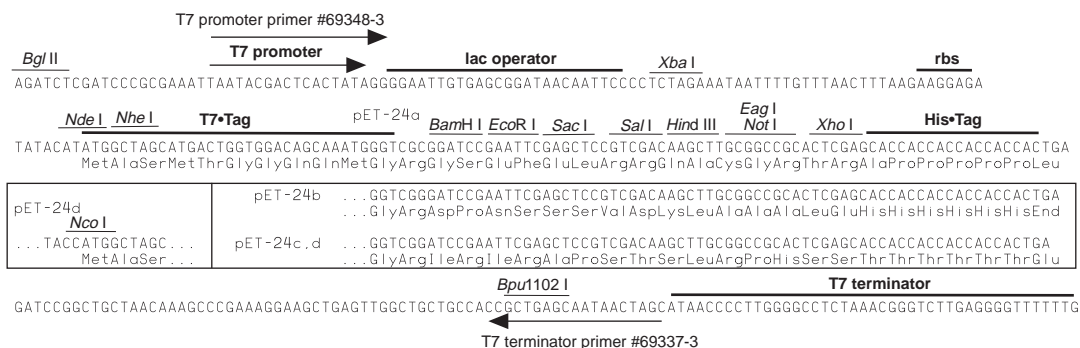 T7 promoter primer #69348-3
Bgl II T7 promoter lac operator Xba I rbs
AGATCTCGATCCCGCGAAATTAATACGACTCACTATAGGGGAATTGTGAGCGGATAACAATTCCCCTCTAGAAATAATTTTGTTTAACTTTAAGAAGGAGA
Nde I Nhe I T7•Tag pET-24a BamH I EcoR I Sac I Sal I Hind III Eag I Not I Xho I His•Tag
TATACATATGGCTAGCATGACTGGTGGACAGCAAATGGGTCGCGGATCCGAATTCGAGCTCCGTCGACAAGCTTGCGGCCGCACTCGAGCACCACCACCACCACCACTGA
MetAlaSerMetThrGlyGlyGlnGlnMetGlyArgGlySerGluPheGluLeuArgArgGlnAlaCysGlyArgThrArgAlaProProProProProLeu
pET-24b ...GGTCGGGATCCGAATTCGAGCTCCGTCGACAAGCTTGCGGCCGCACTCGAGCACCACCACCACCACCACTGA
...GlyArgAspProAsnSerSerSerValAspLysLeuAlaAlaAlaLeuGluHisHisHisHisHisHisEnd
pET-24d
Nco I
...TACCATGGCTAGC... pET-24c,d ...GGTCGGATCCGAATTCGAGCTCCGTCGACAAGCTTGCGGCCGCACTCGAGCACCACCACCACCACCACTGA
MetAlaSer... ...GlyArgIleArgIleArgAlaProSerThrSerLeuArgProHisSerSerThrThrThrThrThrThrGlu
Bpu1102 I T7 terminator
GATCCGGCTGCTAACAAAGCCCGAAAGGAAGCTGAGTTGGCTGCTGCCACCGCTGAGCAATAACTAGCATAACCCCTTGGGGCCTCTAAACGGGTCTTGAGGGGTTTTTTG
T7 terminator primer #69337-3